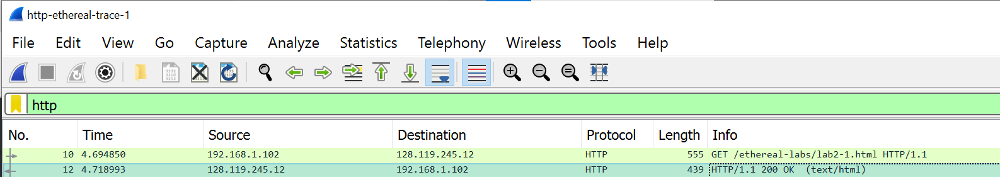 http-ethereal-trace-1
File Edit View Go Capture Analyze Statistics Telephony Wireless Tools Help
http
No. Time Source Destination Protocol Length Info
10 4.694850 192.168.1.102 128.119.245.12 HTTP 555 GET /ethereal-labs/lab2-1.html HTTP/1.1
12 4.718993 128.119.245.12 192.168.1.102 HTTP 439 HTTP/1.1 200 OK (text/html)